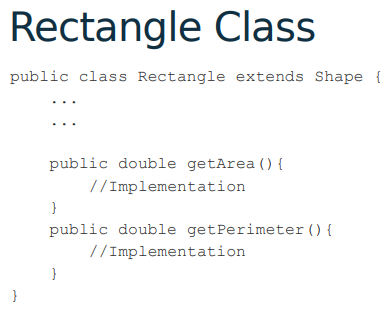 Rectangle Class
public class Rectangle extends Shape {
...
...
public double getArea(){
//Implementation
}
public double getPerimeter(){
//Implementation
}
}